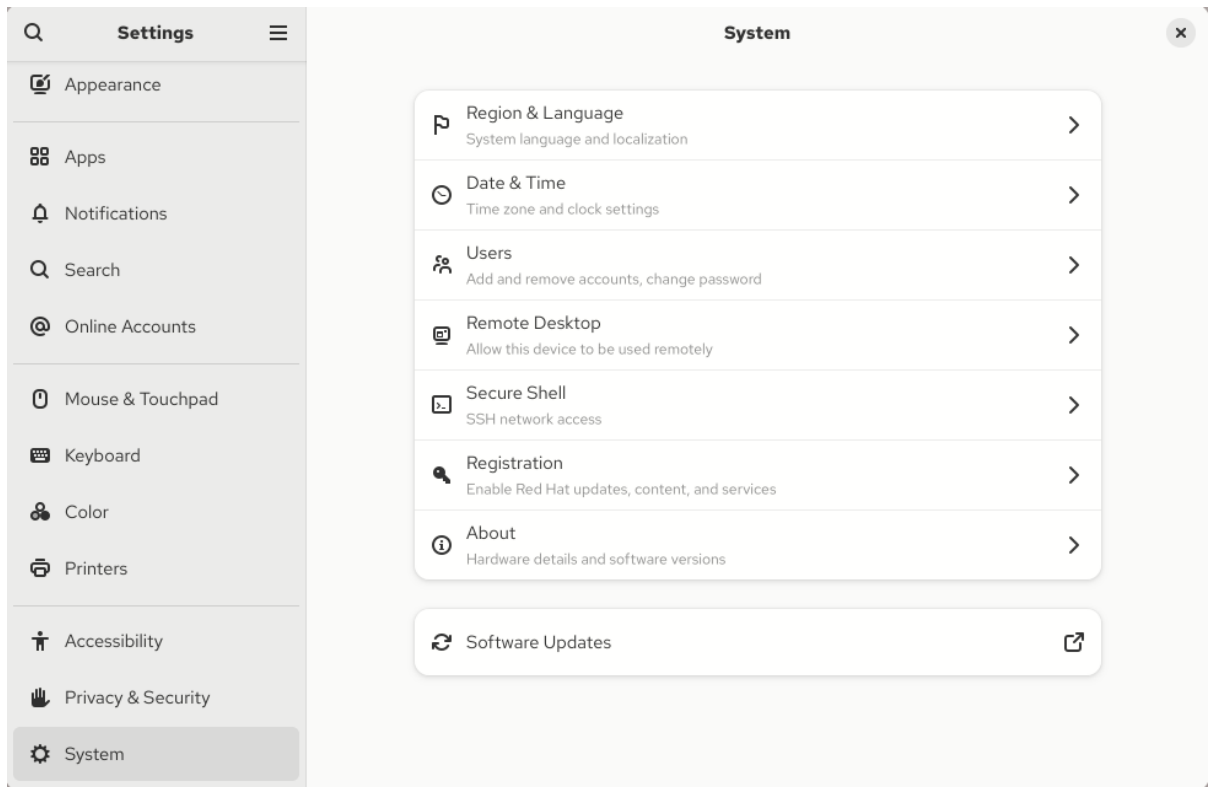 Settings
Appearance
Apps
Notifications
Search
Online Accounts
Mouse & Touchpad
Keyboard
Color
Printers
Accessibility
Privacy & Security
System
System
Region & Language
System language and localization
Date & Time
Time zone and clock settings
Users
Add and remove accounts, change password
Remote Desktop
Allow this device to be used remotely
Secure Shell
SSH network access
Registration
Enable Red Hat updates, content, and services
About
Hardware details and software versions
Software Updates